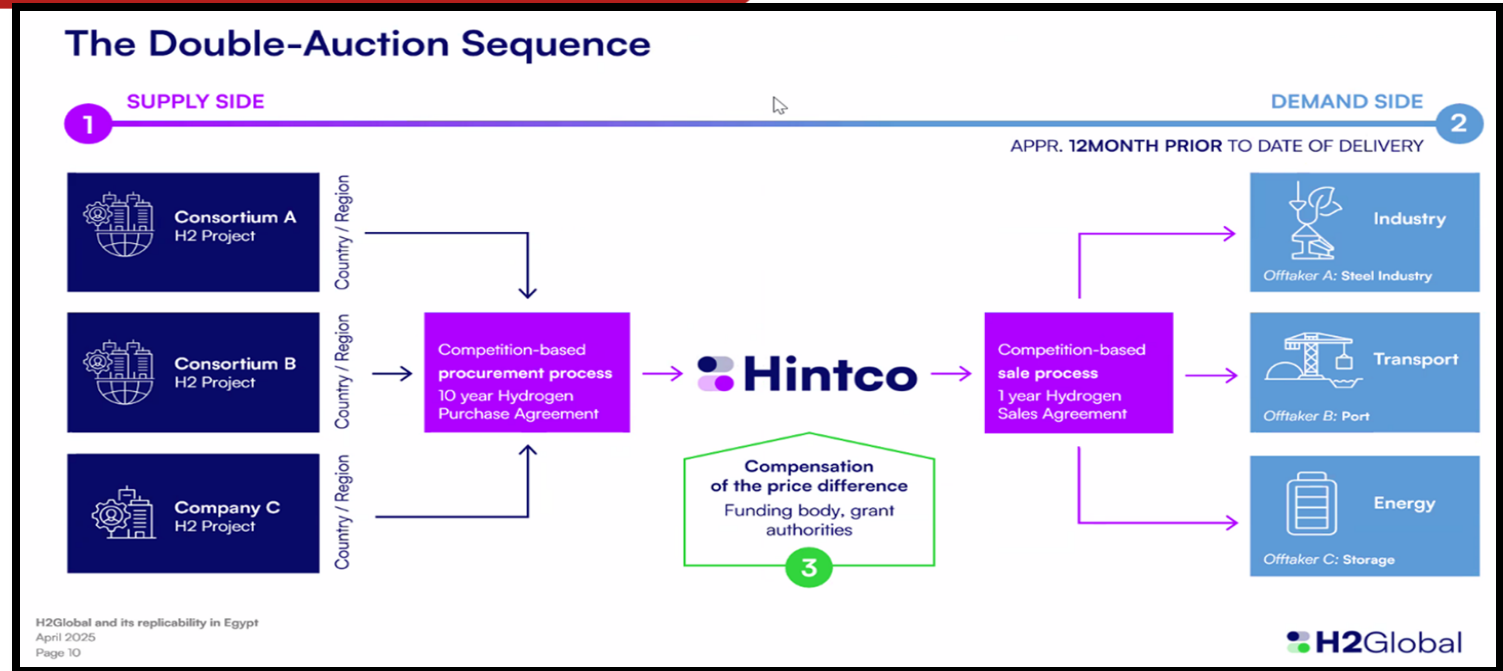 The Double-Auction Sequence
1
SUPPLY SIDE
DEMAND SIDE
2
APPR. 12MONTH PRIOR TO DATE OF DELIVERY
Consortium A
H2 Project
Country / Region
Consortium B
H2 Project
Country / Region
Company C
H2 Project
Country / Region
Competition-based
procurement process
10 year Hydrogen
Purchase Agreement
Hintco
Compensation
of the price difference
Funding body, grant
authorities
3
Competition-based
sale process
1 year Hydrogen
Sales Agreement
Industry
Offtaker A: Steel Industry
Transport
Offtaker B: Port
Energy
Offtaker C: Storage
H2Global and its replicability in Egypt
April 2025
Page 10
H2Global